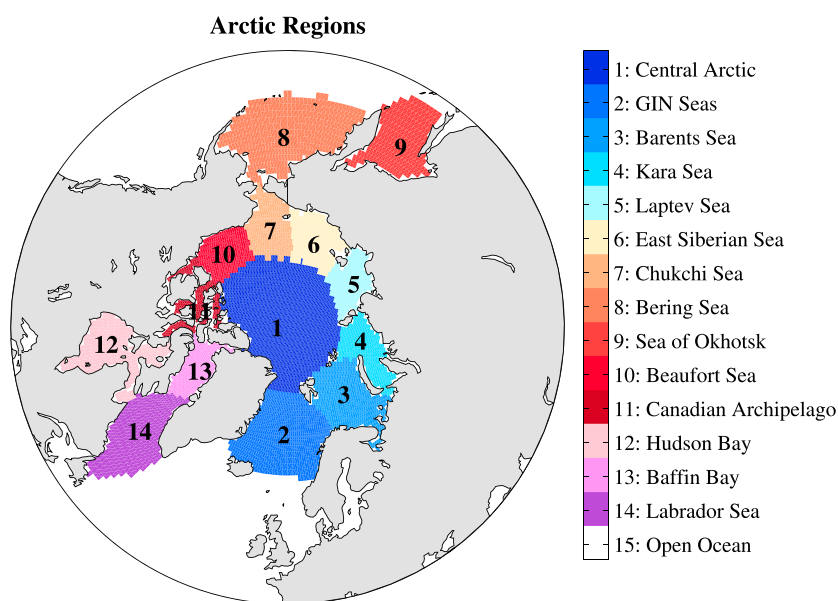 Arctic Regions
8
9
7
6
10
5
11
1
4
12
13
3
14
2
1: Central Arctic
2: GIN Seas
3: Barents Sea
4: Kara Sea
5: Laptev Sea
6: East Siberian Sea
7: Chukchi Sea
8: Bering Sea
9: Sea of Okhotsk
10: Beaufort Sea
11: Canadian Archipelago
12: Hudson Bay
13: Baffin Bay
14: Labrador Sea
15: Open Ocean